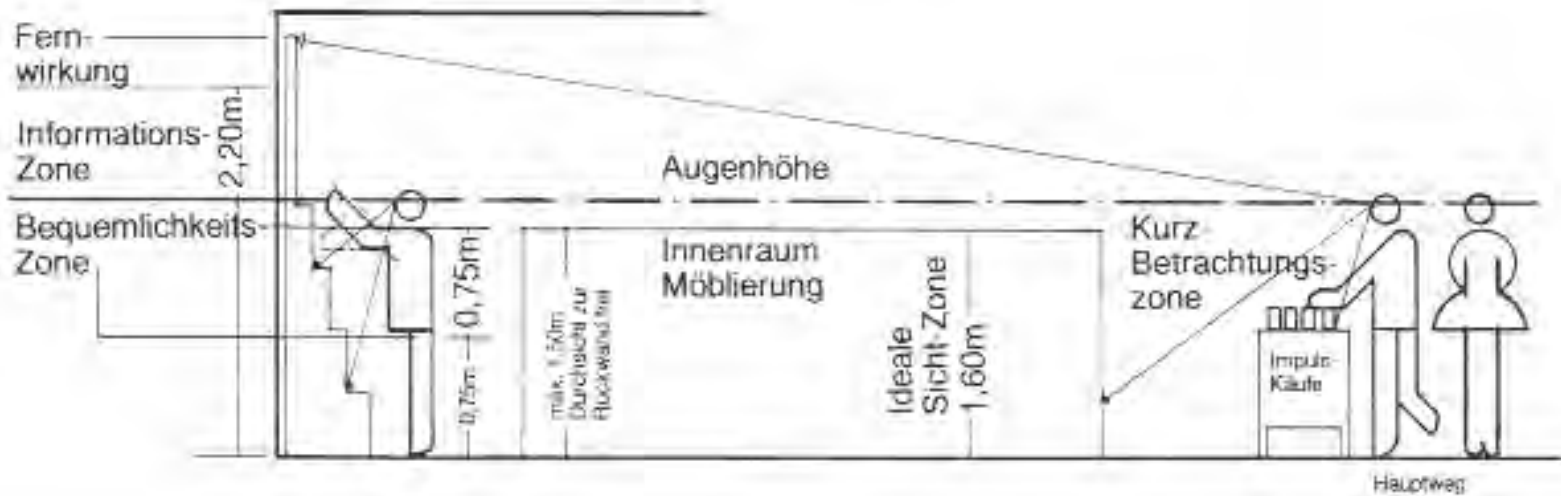 Fern-
wirkung
Informations-
Zone
2,20m
Bequemlichkeits-
Zone
0,75m
0,75m
Augenhöhe
Innenraum
Möblierung
max. 1,50m
Durchsicht zur
Rückwand frei
Ideale
Sicht-Zone
1,60m
Kurz-
Betrachtungs-
zone
Impuls-
Käufe
Hauptweg